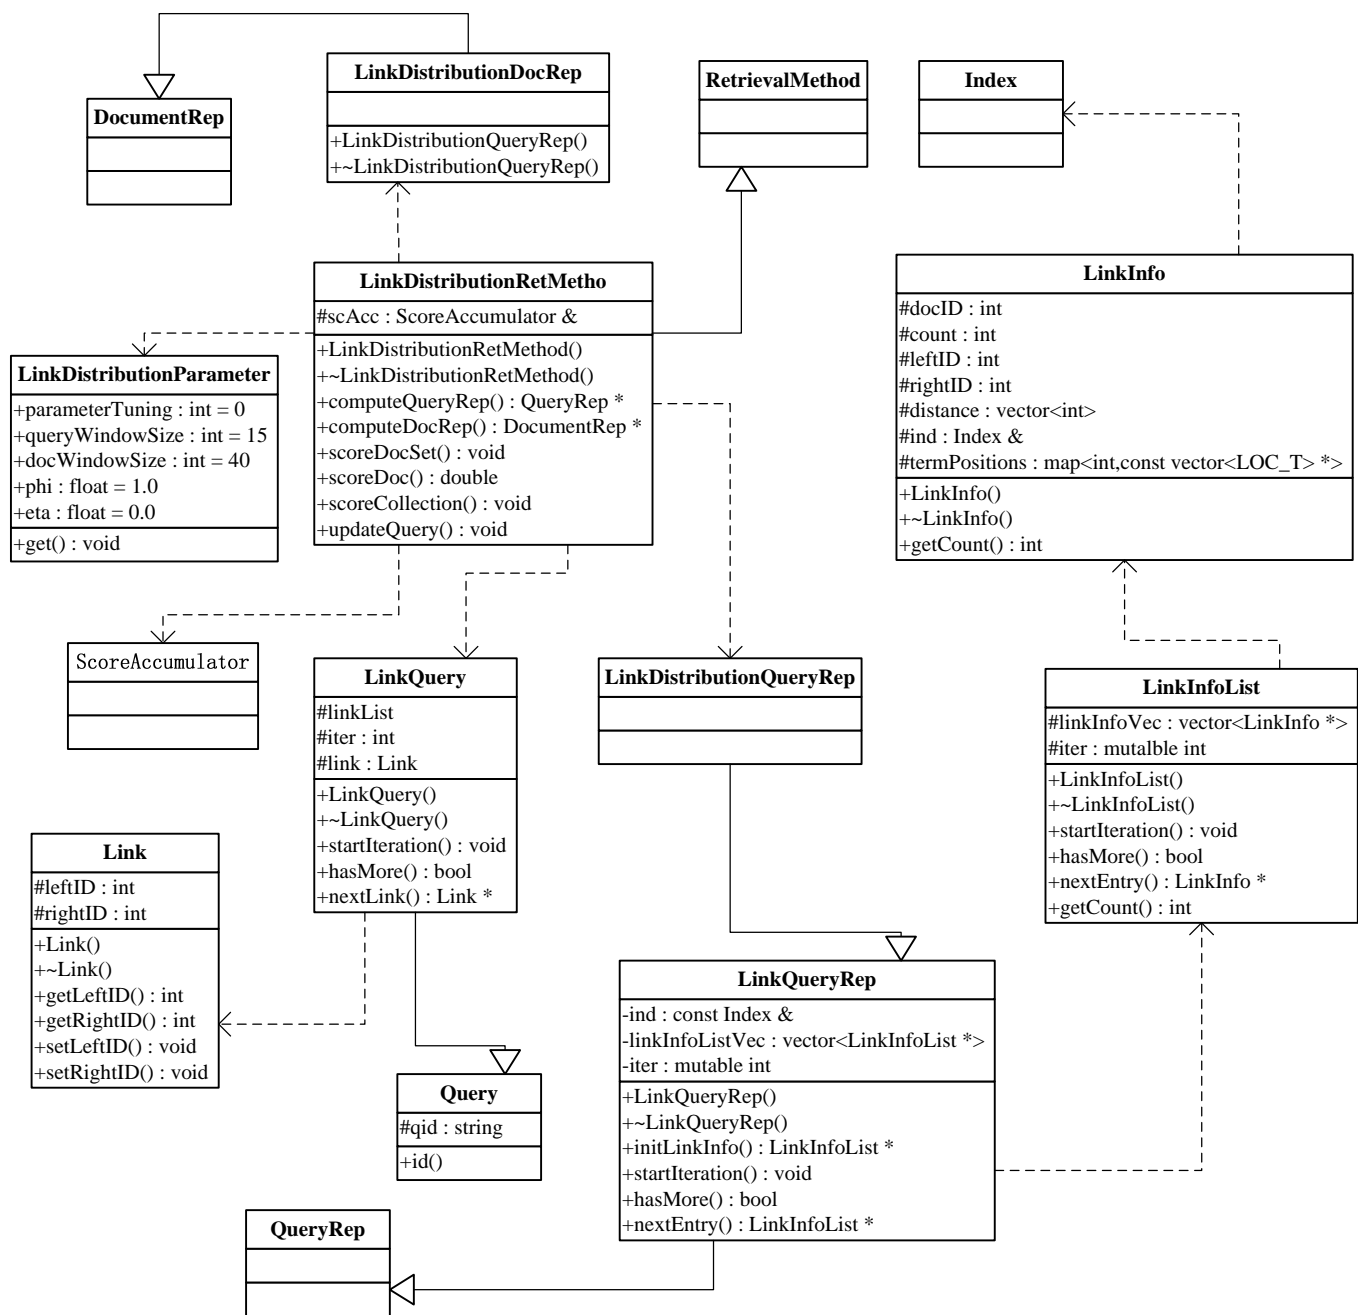 LinkDistributionDocRep
+LinkDistributionQueryRep()
+~LinkDistributionQueryRep()
DocumentRep
RetrievalMethod
Index
LinkDistributionRetMetho
#scAcc : ScoreAccumulator &
+LinkDistributionRetMethod()
+~LinkDistributionRetMethod()
+computeQueryRep() : QueryRep *
+computeDocRep() : DocumentRep *
+scoreDocSet() : void
+scoreDoc() : double
+scoreCollection() : void
+updateQuery() : void
LinkInfo
#docID : int
#count : int
#leftID : int
#rightID : int
#distance : vector<int>
#ind : Index &
#termPositions : map<int,const vector<LOC_T> *>
+LinkInfo()
+~LinkInfo()
+getCount() : int
LinkDistributionParameter
+parameterTuning : int = 0
+queryWindowSize : int = 15
+docWindowSize : int = 40
+phi : float = 1.0
+eta : float = 0.0
+get() : void
ScoreAccumulator
LinkQuery
#linkList
#iter : int
#link : Link
+LinkQuery()
+~LinkQuery()
+startIteration() : void
+hasMore() : bool
+nextLink() : Link *
LinkDistributionQueryRep
LinkInfoList
#linkInfoVec : vector<LinkInfo *>
#iter : mutalble int
+LinkInfoList()
+~LinkInfoList()
+startIteration() : void
+hasMore() : bool
+nextEntry() : LinkInfo *
+getCount() : int
Link
#leftID : int
#rightID : int
+Link()
+~Link()
+getLeftID() : int
+getRightID() : int
+setLeftID() : void
+setRightID() : void
LinkQueryRep
-ind : const Index &
-linkInfoListVec : vector<LinkInfoList *>
-iter : mutable int
+LinkQueryRep()
+~LinkQueryRep()
+initLinkInfo() : LinkInfoList *
+startIteration() : void
+hasMore() : bool
+nextEntry() : LinkInfoList *
Query
#qid : string
+id()
QueryRep